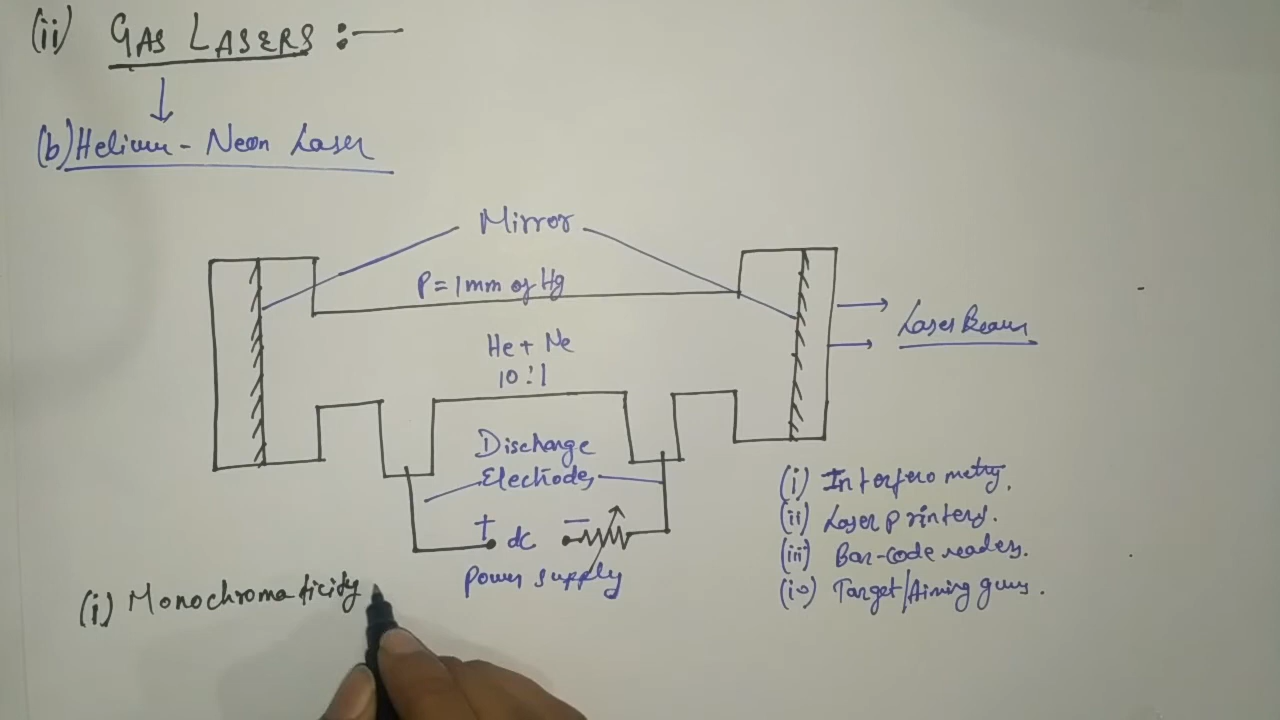 (ii) GAS LASERS :—
(b) Helium - Neon Laser
Mirror
P = 1mm of Hg
He + Ne
10 : 1
Laser Beam
Discharge
Electrodes
+ dc −
power supply
(i) Interferometry.
(ii) Laser printers.
(iii) Bar-code readers.
(iv) Target/Aiming guns.
(i) Monochromaticity